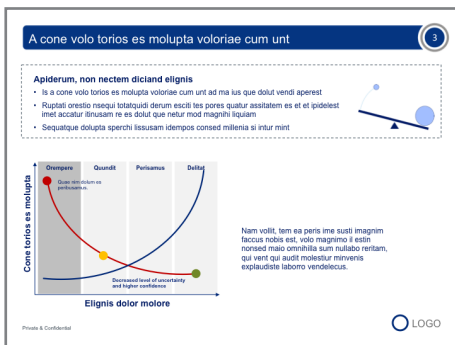 A cone volo torios es molupta voloriae cum unt
3
Apiderum, non nectem diciand elignis
• Is a cone volo torios es molupta voloriae cum unt ad ma ius que dolut vendi aperest
• Ruptati orestio nsequi totatquidi derum esciti tes pores quatur assitatem es et et ipidelest
imet accatur itinusam re es dolut que netur mod magnihi liquiam
• Sequatque dolupta sperchi lissusam idempos consed millenia si intur mint
Orempere Quundit Perisamus Delitat
Quae nim dolum es
peribusamus.
Cone torios es molupta
Decreased level of uncertainty
and higher confidence
Elignis dolor molore
Nam vollit, tem ea peris ime susti imagnim
faccus nobis est, volo magnimo il estin
nonsed maio omnihilla sum nullabo reritam,
qui vent qui audit molestiur minvenis
explaudiste laborro vendelecus.
Private & Confidential
LOGO